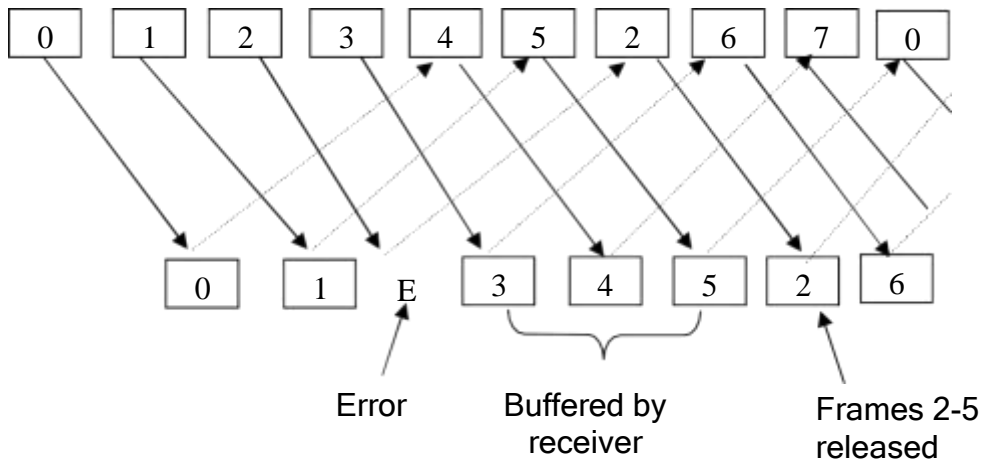 0 1 2 3 4 5 2 6 7 0
0 1 E 3 4 5 2 6
Error
Buffered by
receiver
Frames 2-5
released